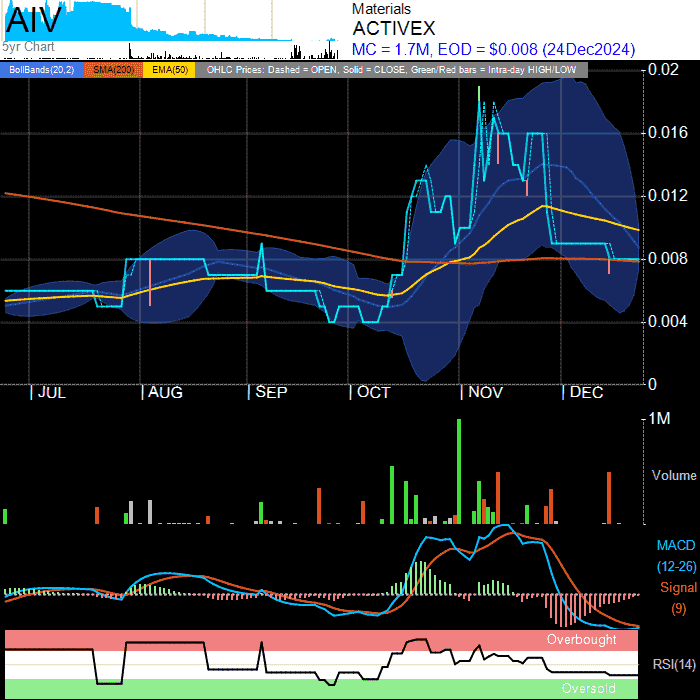 AIV
5yr Chart
Materials
ACTIVEX
MC = 1.7M, EOD = $0.008 (24Dec2024)
BollBands(20,2) SMA(200) EMA(50) OHLC Prices: Dashed = OPEN, Solid = CLOSE, Green/Red bars = Intra-day HIGH/LOW
0.02
0.016
0.012
0.008
0.004
0
| JUL | AUG | SEP | OCT | NOV | DEC
1M
Volume
MACD
(12-26)
Signal
(9)
Overbought
RSI(14)
Oversold